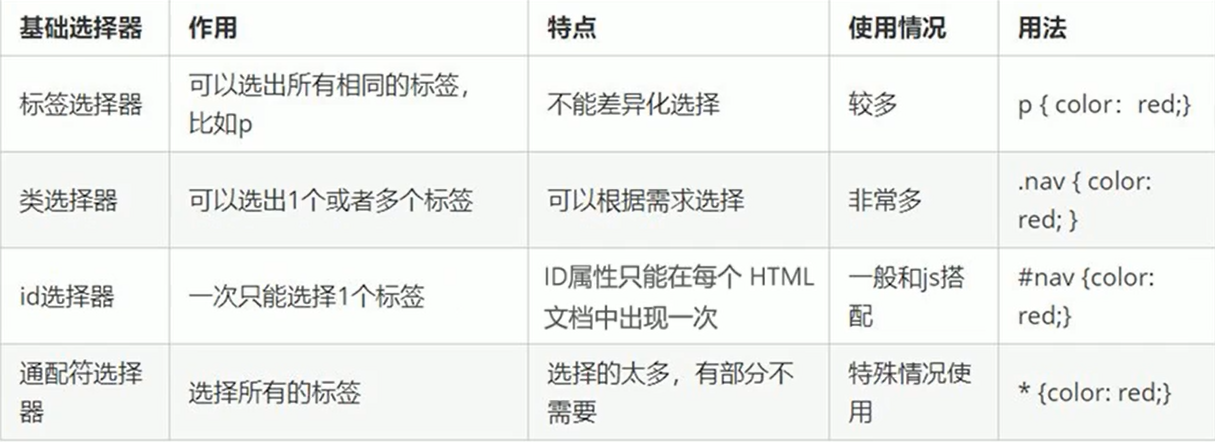 基础选择器
作用
特点
使用情况
用法
标签选择器
可以选出所有相同的标签，
比如p
不能差异化选择
较多
p { color：red;}
类选择器
可以选出1个或者多个标签
可以根据需求选择
非常多
.nav { color:
red; }
id选择器
一次只能选择1个标签
ID属性只能在每个 HTML
文档中出现一次
一般和js搭
配
#nav {color:
red;}
通配符选择
器
选择所有的标签
选择的太多，有部分不
需要
特殊情况使
用
* {color: red;}